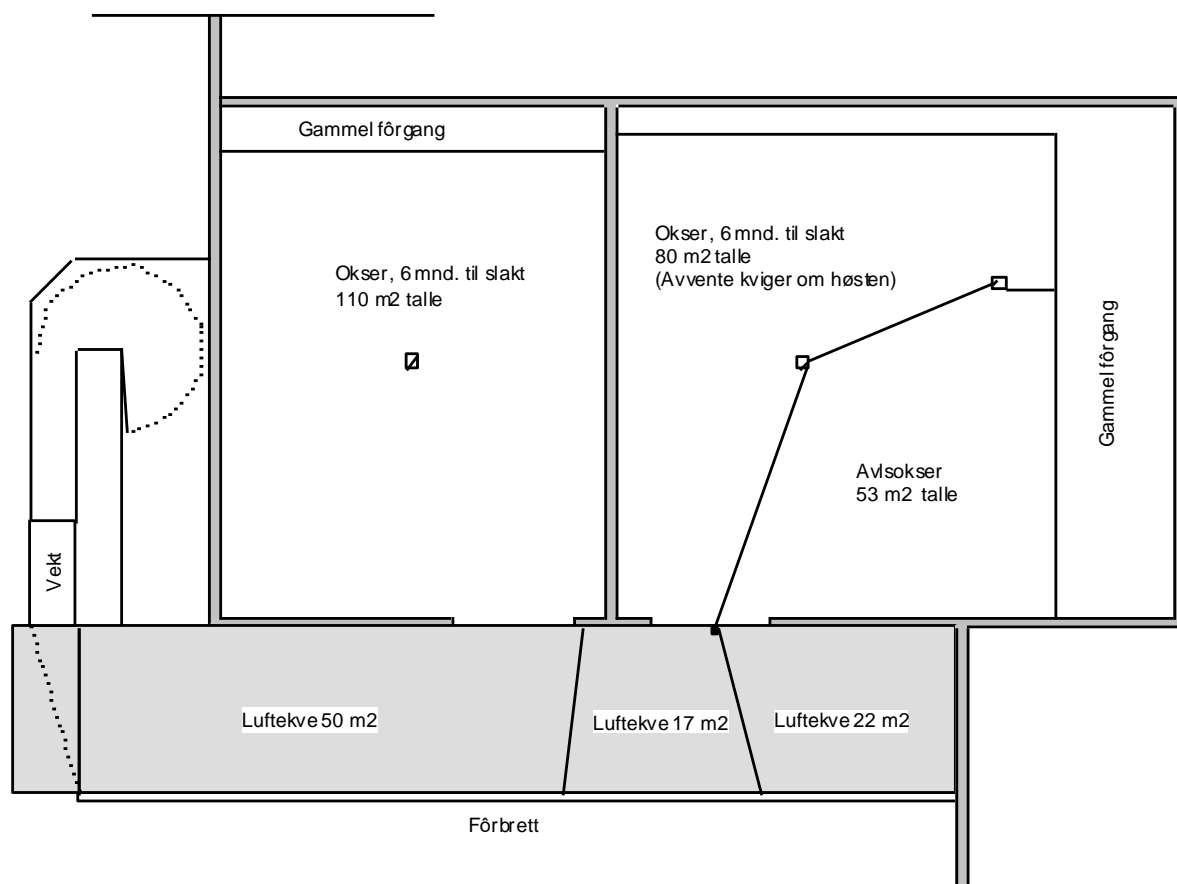 Gammel fôrgang
Okser, 6 mnd. til slakt
110 m2 talle
Okser, 6 mnd. til slakt
80 m2 talle
(Avvente kviger om høsten)
Gammel fôrgang
Avlsokser
53 m2 talle
Vekt
Luftekve 50 m2
Luftekve 17 m2
Luftekve 22 m2
Fôrbrett